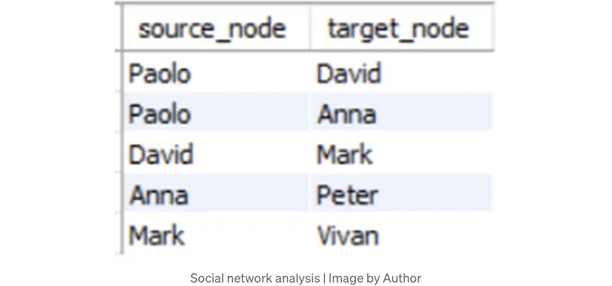 source_node target_node
Paolo David
Paolo Anna
David Mark
Anna Peter
Mark Vivan
Social network analysis | Image by Author